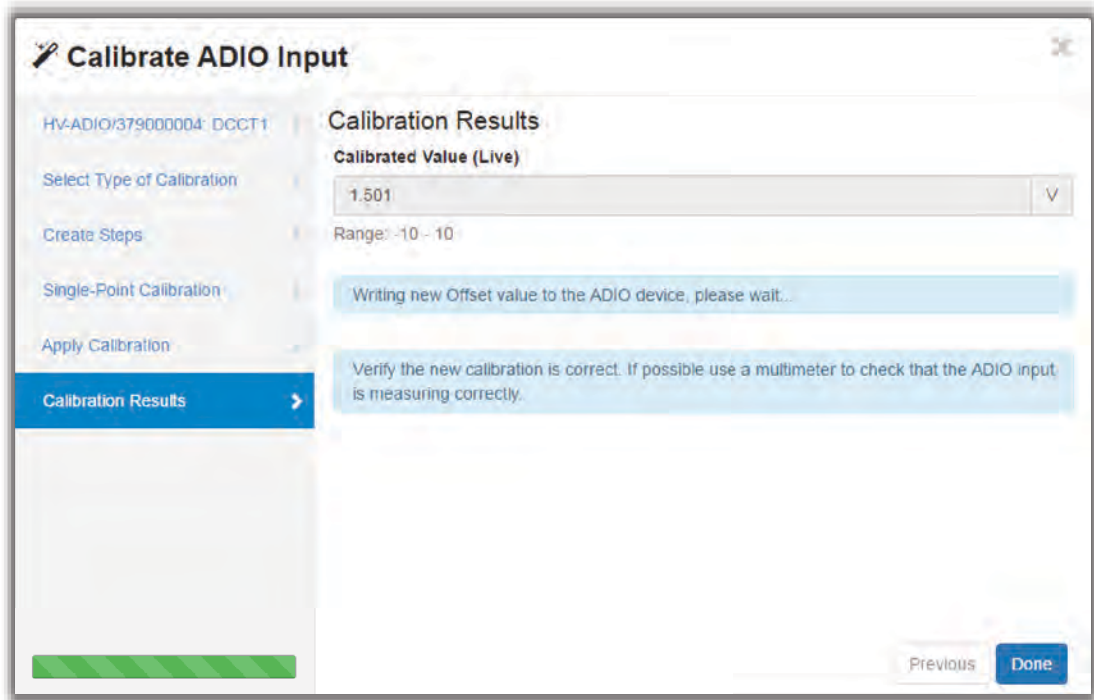 Calibrate ADIO Input
HV-ADIO/379000004: DCCT1
Select Type of Calibration
Create Steps
Single-Point Calibration
Apply Calibration
Calibration Results
Calibration Results
Calibrated Value (Live)
1.501 V
Range: -10 - 10
Writing new Offset value to the ADIO device, please wait...
Verify the new calibration is correct. If possible use a multimeter to check that the ADIO input
is measuring correctly.
Previous Done